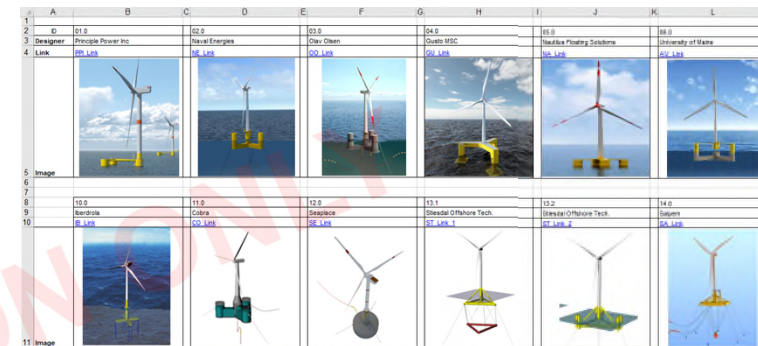 A B C D E F G H I J K L
1
2 ID 01.0 02.0 03.0 04.0 05.0 06.0
3 Designer Principle Power Inc Naval Energies Olav Olsen Gusto MSC Nautilus Floating Solutions University of Maine
4 Link PPI_Link NE_Link OO_Link GU_Link NA_Link
5 Image
6
7
8 10.0 11.0 12.0 13.1 13.2 14.0
9 Iberdrola Cobra Seaplace Stiesdal Offshore Tech. Stiesdal Offshore Tech. Saipem
10 IB_Link CO_Link SE_Link ST_Link_1 ST_Link_2 SA_Link
11 Image
ON ONLY